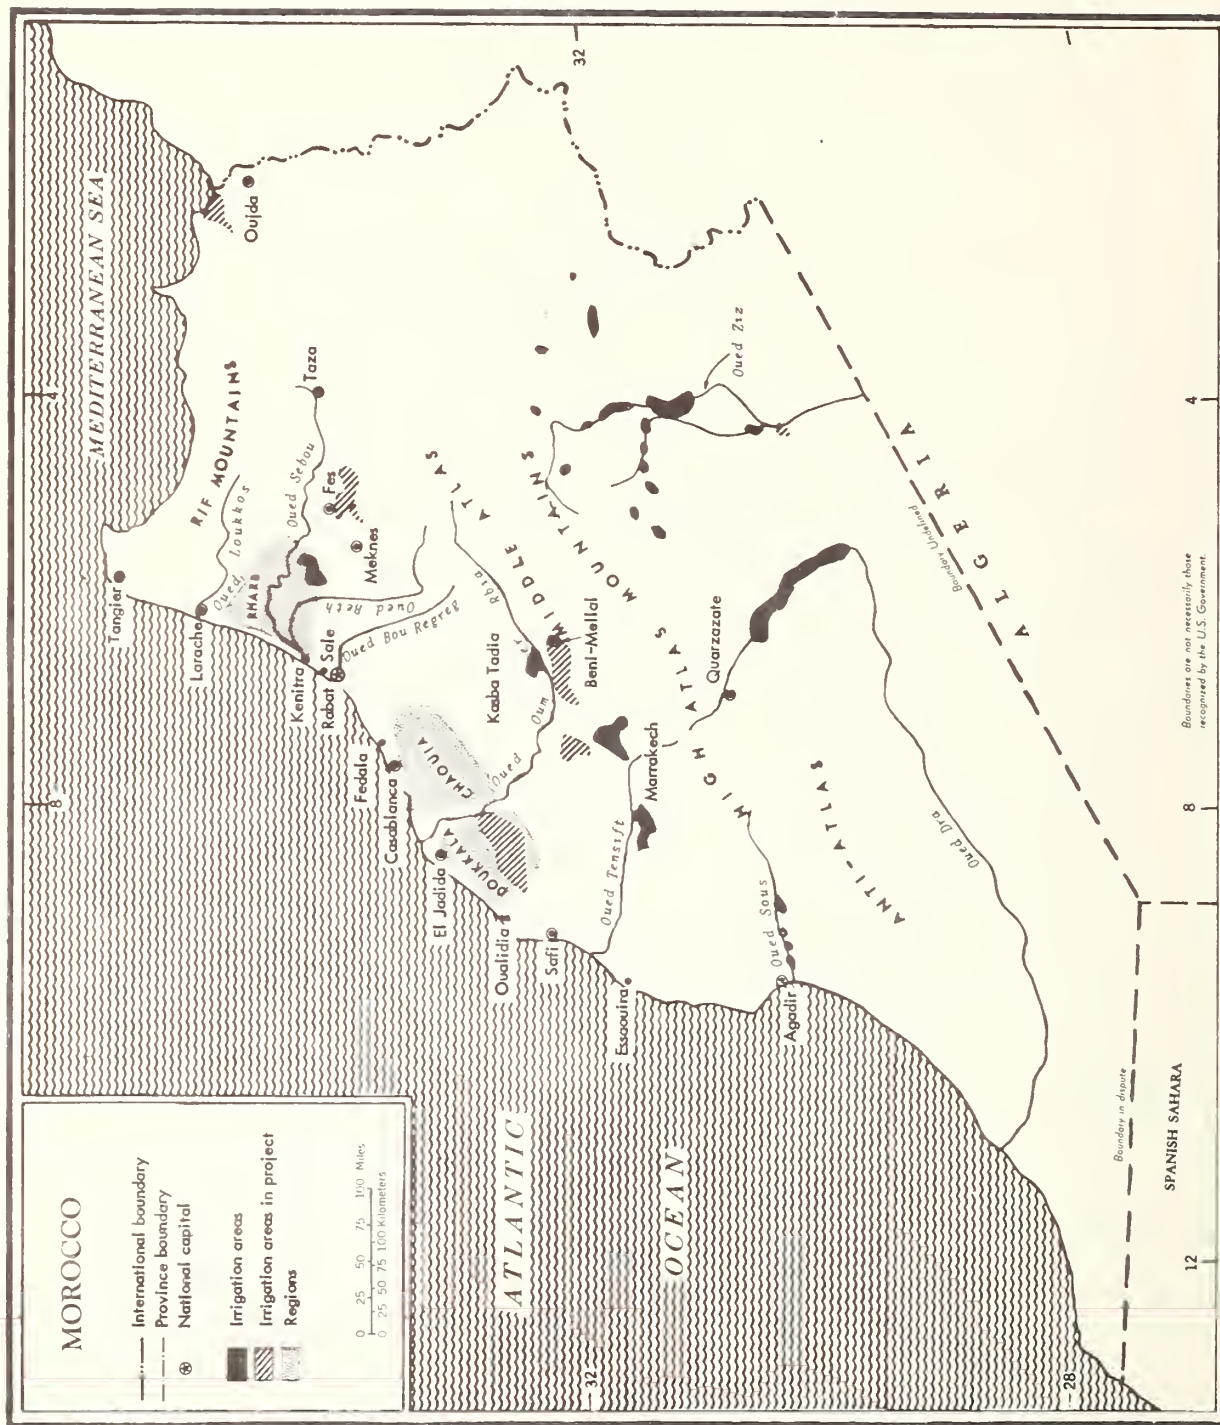 MOROCCO
International boundary
Province boundary
National capital
Irrigation areas
Irrigation areas in project
Regions
0 25 50 75 100 Miles
0 25 50 75 100 Kilometers
MEDITERRANEAN SEA
ATLANTIC
OCEAN
8
4
32
32
28
12
8
4
Tangier
Larache
Oued Loukkos
RIF MOUNTAINS
Oujda
RHARB
Oued Sebou
Taza
Fes
Meknes
Kenitra
Sale
Rabat
Oued Beth
Oued Bou Regreg
Fedala
Casablanca
CHAOUIA
El Jadida
DOUKKALA
Oualidia
Safi
Kasba Tadla
Oued Oum er Rbia
MIDDLE ATLAS
Beni-Mellal
Oued Tensift
Marrakech
Essaouira
HIGH ATLAS MOUNTAINS
Oued Ziz
Quarzazate
Agadir
Oued Sous
ANTI-ATLAS
Oued Dra
ALGERIA
Boundary Undefined
Boundary in dispute
SPANISH SAHARA
Boundaries are not necessarily those
recognized by the U.S. Government.